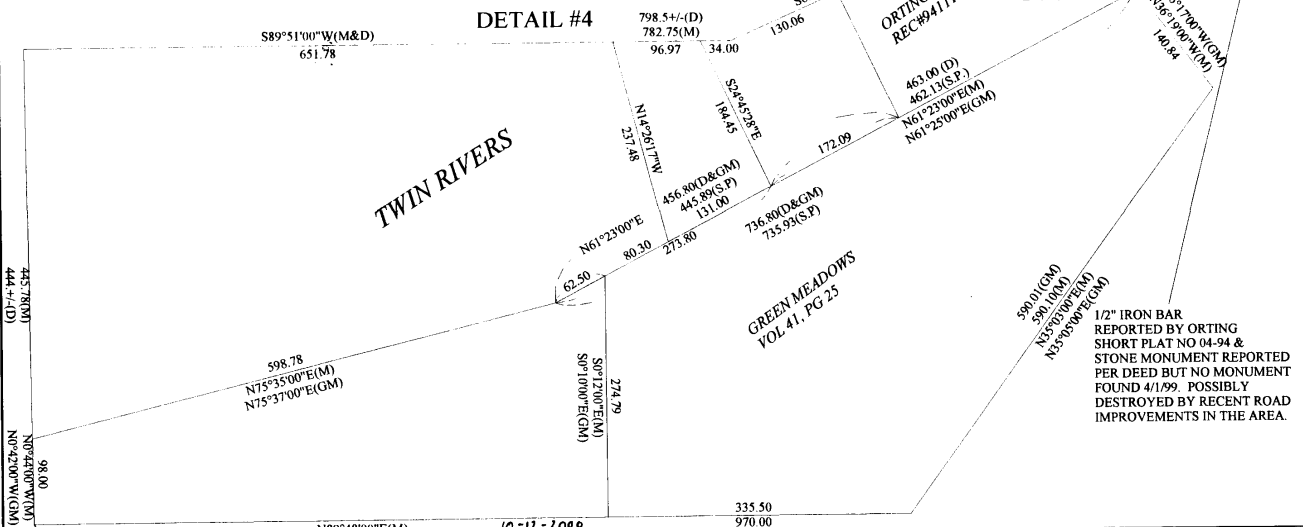 DETAIL #4
S89°51'00"W(M&D)
651.78
798.5+/-(D)
782.75(M)
96.97
34.00
130.06
ORTING
463.00 (D)
462.13(S.P.)
N61°23'00"E(M)
N61°25'00"E(GM)
N36°19'00"W(M)
140.84
S24°45'28"E
184.45
N14°26'17"W
237.48
172.09
TWIN RIVERS
456.80(D&GM)
445.89(S.P)
131.00
736.80(D&GM)
735.93(S.P)
N61°23'00"E
80.30
273.80
62.50
GREEN MEADOWS
VOL 41, PG 25
445.78(M)
444.+/-(D)
598.78
N75°35'00"E(M)
N75°37'00"E(GM)
274.79
S0°12'00"E(M)
S0°10'00"E(GM)
590.01(GM)
590.10(M)
N35°03'00"E(M)
N35°05'00"E(GM)
1/2" IRON BAR
REPORTED BY ORTING
SHORT PLAT NO 04-94 &
STONE MONUMENT REPORTED
PER DEED BUT NO MONUMENT
FOUND 4/1/99. POSSIBLY
DESTROYED BY RECENT ROAD
IMPROVEMENTS IN THE AREA.
98.00
N0°44'00"W(M)
N0°42'00"W(GM)
335.50
970.00